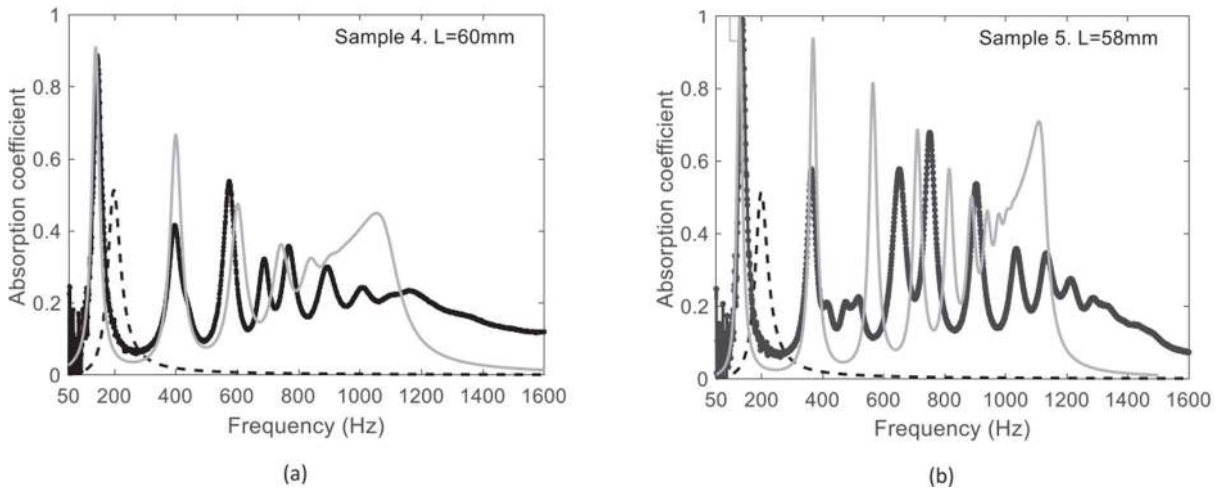 Sample 4. L=60mm
Absorption coefficient
1
0.8
0.6
0.4
0.2
0
50 200 400 600 800 1000 1200 1400 1600
Frequency (Hz)
(a)
Sample 5. L=58mm
Absorption coefficient
1
0.8
0.6
0.4
0.2
0
50 200 400 600 800 1000 1200 1400 1600
Frequency (Hz)
(b)